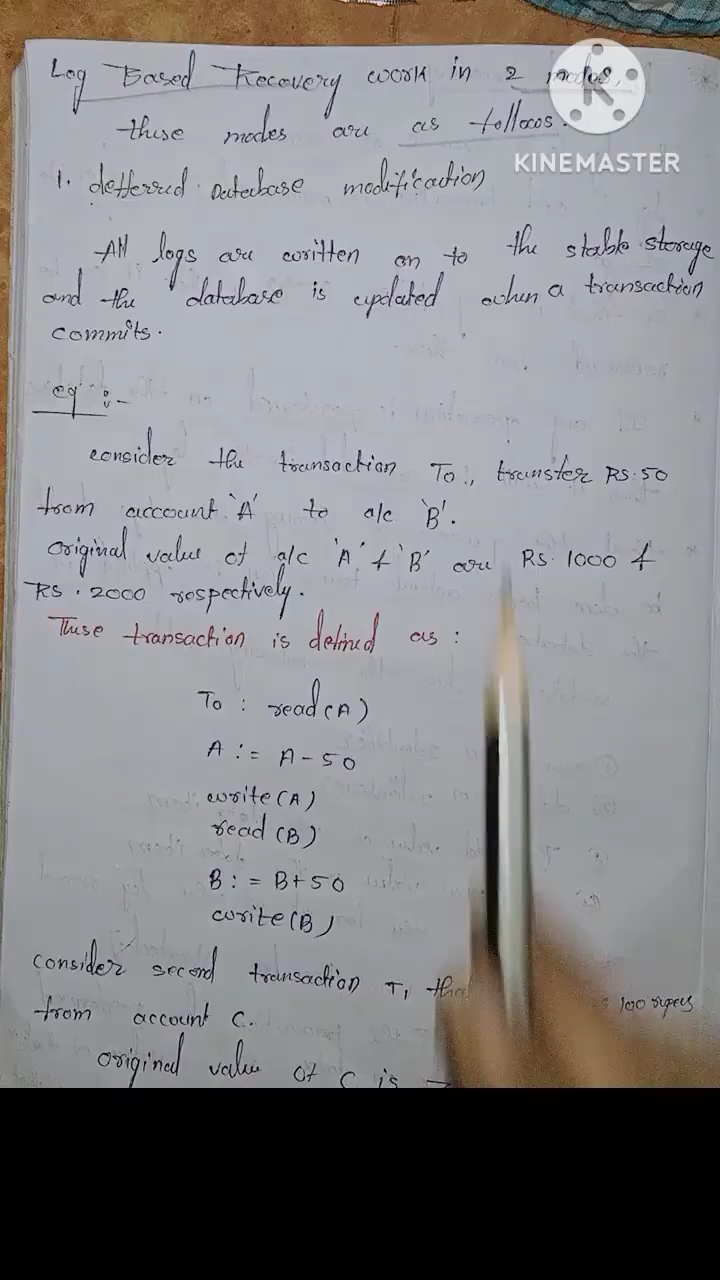 Log Based Recovery work in 2 modes,
KINEMASTER
these modes are as follows.
1. defferred Database modification
All logs are written on to the stable storage
and the database is updated when a transaction
commits.
eg :-
consider the transaction To., transfer RS.50
from account 'A' to a/c 'B'.
original value of a/c 'A' & 'B' are RS. 1000 &
RS. 2000 respectively.
These transaction is defined as :
To : read(A)
A := A-50
write(A)
read(B)
B := B+50
write(B)
consider second transaction T1 tha 100 rupees
from account C.
original value of C is